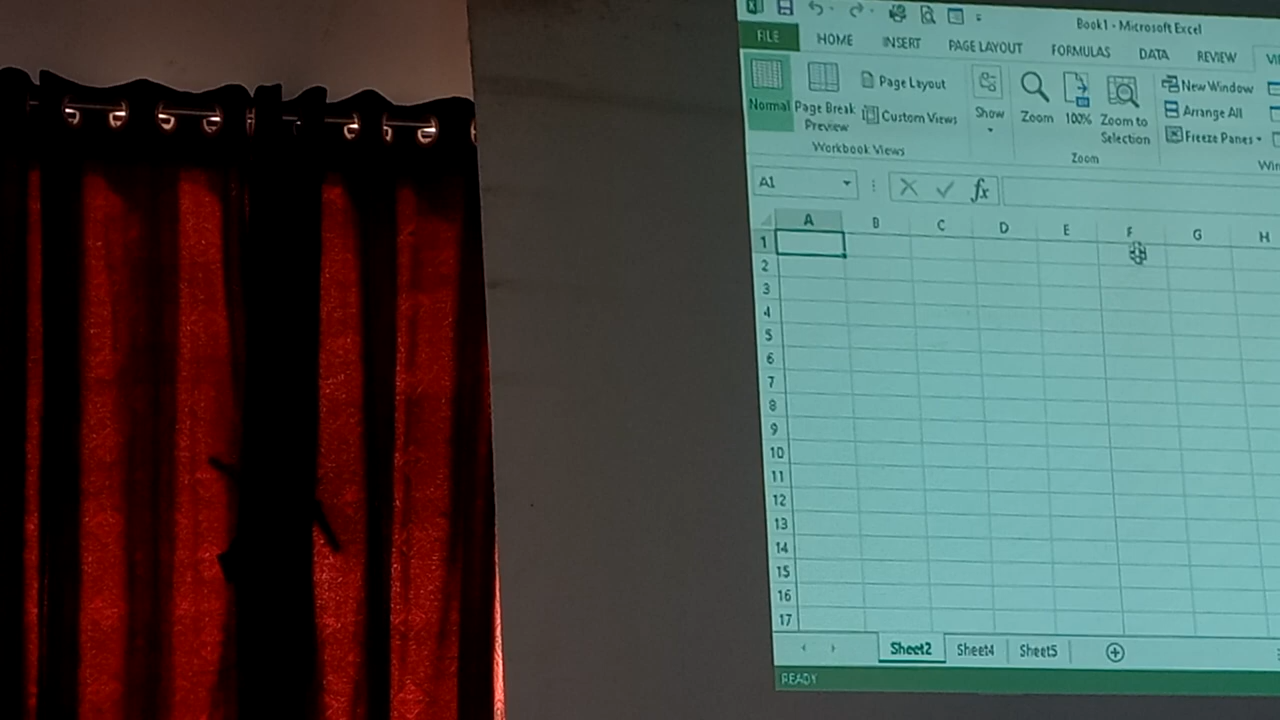 Book1 - Microsoft Excel
FILE HOME INSERT PAGE LAYOUT FORMULAS DATA REVIEW
Normal Page Break Preview Page Layout Custom Views Show Zoom 100% Zoom to Selection New Window Arrange All Freeze Panes
Workbook Views Zoom
A1 fx
A B C D E F G H
1
2
3
4
5
6
7
8
9
10
11
12
13
14
15
16
17
Sheet2 Sheet4 Sheet5
READY